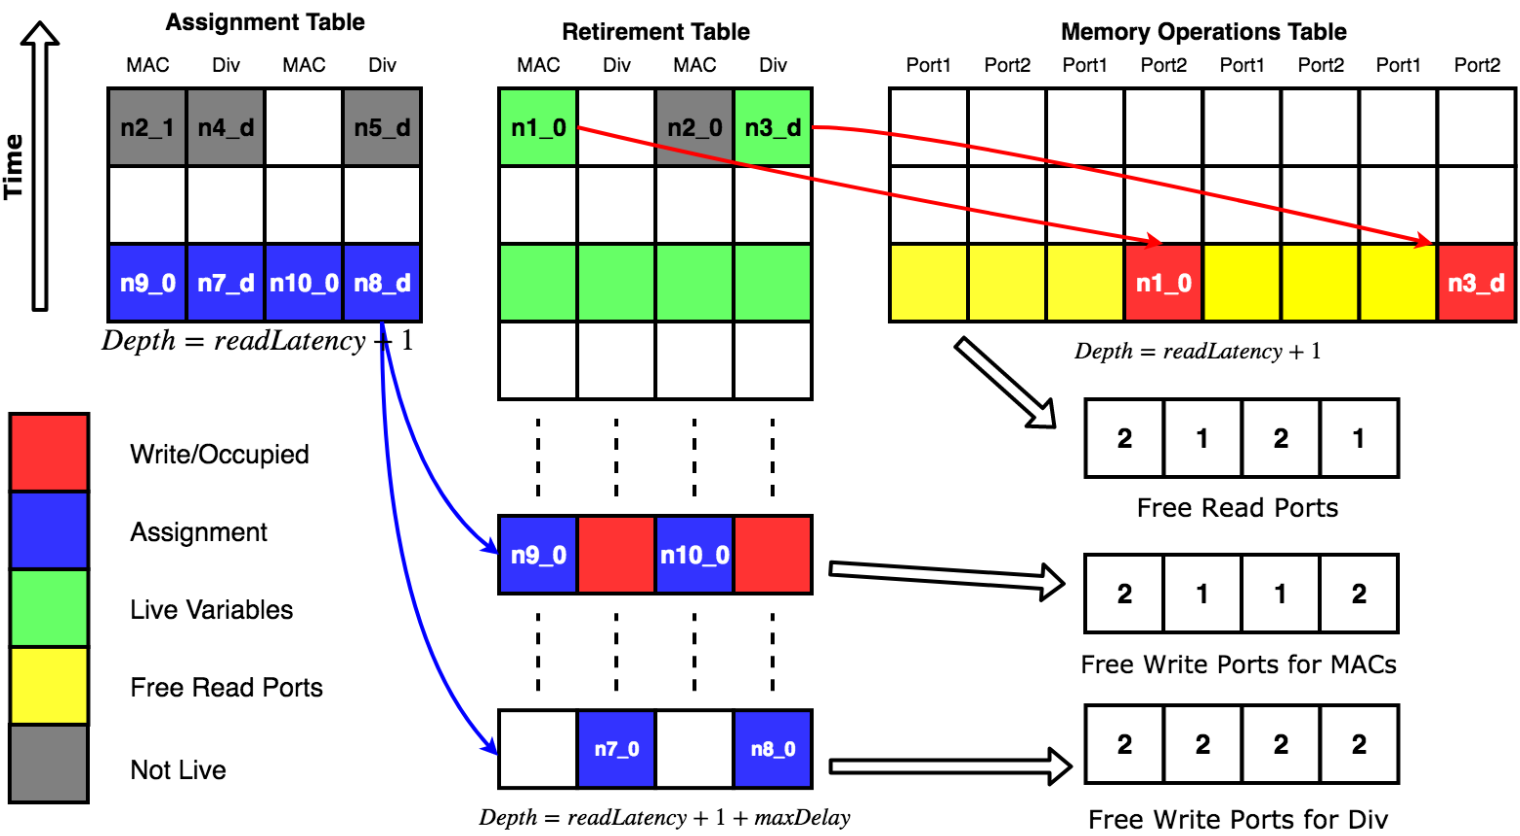 Assignment Table
Retirement Table
Memory Operations Table
MAC Div MAC Div
MAC Div MAC Div
Port1 Port2 Port1 Port2 Port1 Port2 Port1 Port2
Time
n2_1 n4_d n5_d
n1_0 n2_0 n3_d
n9_0 n7_d n10_0 n8_d
n1_0 n3_d
Depth = readLatency + 1
Depth = readLatency + 1
2 1 2 1
Free Read Ports
Write/Occupied
Assignment
Live Variables
Free Read Ports
Not Live
n9_0 n10_0
2 1 1 2
Free Write Ports for MACs
n7_0 n8_0
2 2 2 2
Depth = readLatency + 1 + maxDelay
Free Write Ports for Div